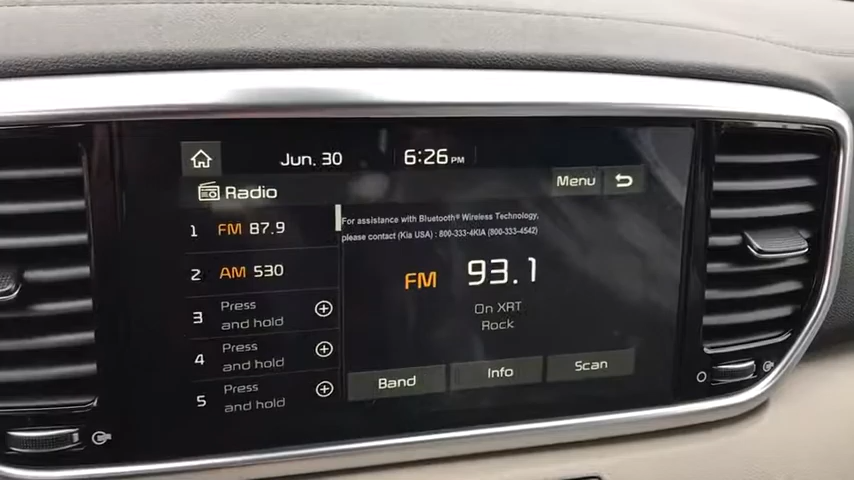 Jun. 30
6:26 PM
Radio
Menu
1 FM 87.9
2 AM 530
3 Press
and hold
4 Press
and hold
5 Press
and hold
For assistance with Bluetooth® Wireless Technology,
please contact (Kia USA) : 800-333-4KIA (800-333-4542)
FM 93.1
On XRT
Rock
Band
Info
Scan